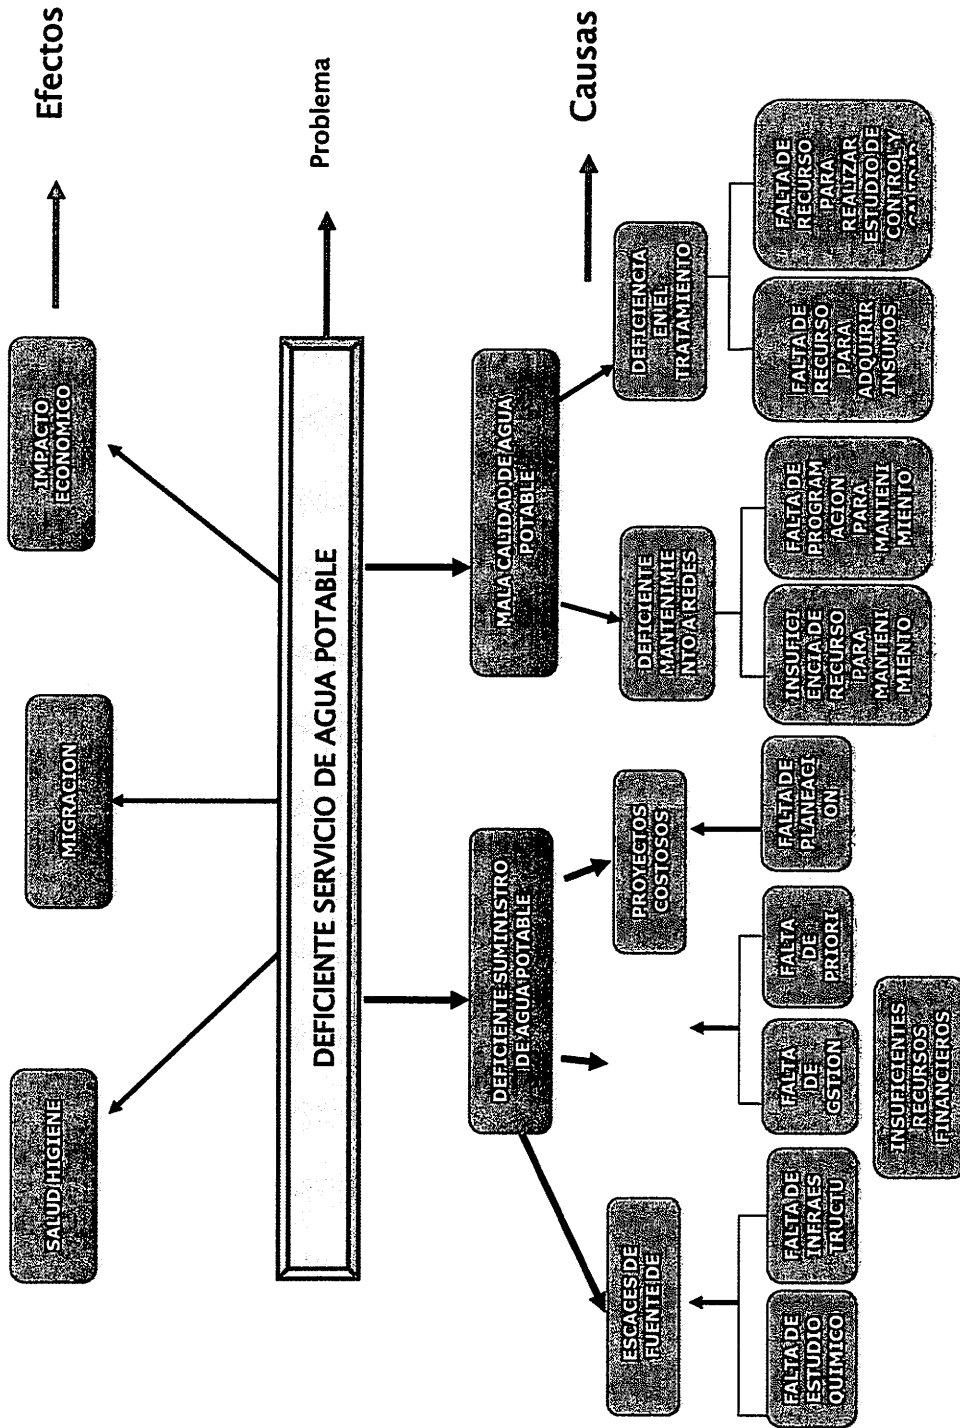 SALUD HIGIENE
MIGRACION
IMPACTO
ECONOMICO
Efectos
DEFICIENTE SERVICIO DE AGUA POTABLE
Problema
DEFICIENTE SUMINISTRO
DE AGUA POTABLE
MALA CALIDAD DE AGUA
POTABLE
Causas
ESCACES DE
FUENTE DE
PROYECTOS
COSTOSOS
DEFICIENTE
MANTENIMIE
NTO A REDES
DEFICIENCIA
EN EL
TRATAMIENTO
FALTA DE
ESTUDIO
QUIMICO
FALTA DE
INFRAES
TRUCTU
FALTA
DE
GSTION
FALTA
DE
PRIORI
FALTA DE
PLANEACI
ON
INSUFICI
ENCIA DE
RECURSO
PARA
MANTENI
MIENTO
FALTA DE
PROGRAM
ACION
PARA
MANTENI
MIENTO
FALTA DE
RECURSO
PARA
ADQUIRIR
INSUMOS
FALTA DE
RECURSO
PARA
REALIZAR
ESTUDIO DE
CONTROL Y
INSUFICIENTES
RECURSOS
FINANCIEROS